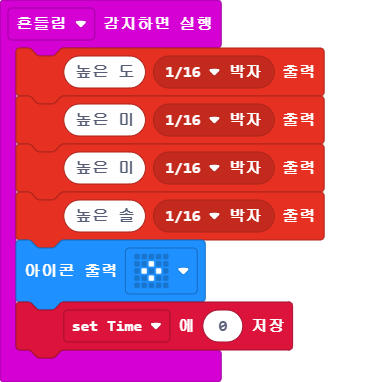 흔들림 감지하면 실행
높은 도 1/16 박자 출력
높은 미 1/16 박자 출력
높은 미 1/16 박자 출력
높은 솔 1/16 박자 출력
아이콘 출력
set Time 에 0 저장